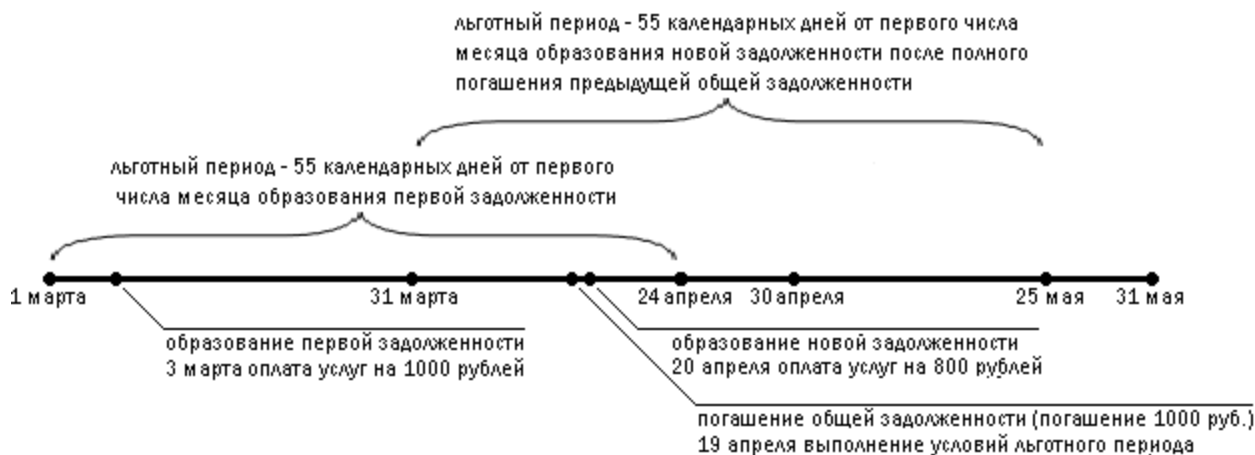 льготный период - 55 календарных дней от первого числа
месяца образования новой задолженности после полного
погашения предыдущей общей задолженности
льготный период - 55 календарных дней от первого
числа месяца образования первой задолженности
1 марта
31 марта
24 апреля
30 апреля
25 мая
31 мая
образование первой задолженности
3 марта оплата услуг на 1000 рублей
образование новой задолженности
20 апреля оплата услуг на 800 рублей
погашение общей задолженности (погашение 1000 руб.)
19 апреля выполнение условий льготного периода